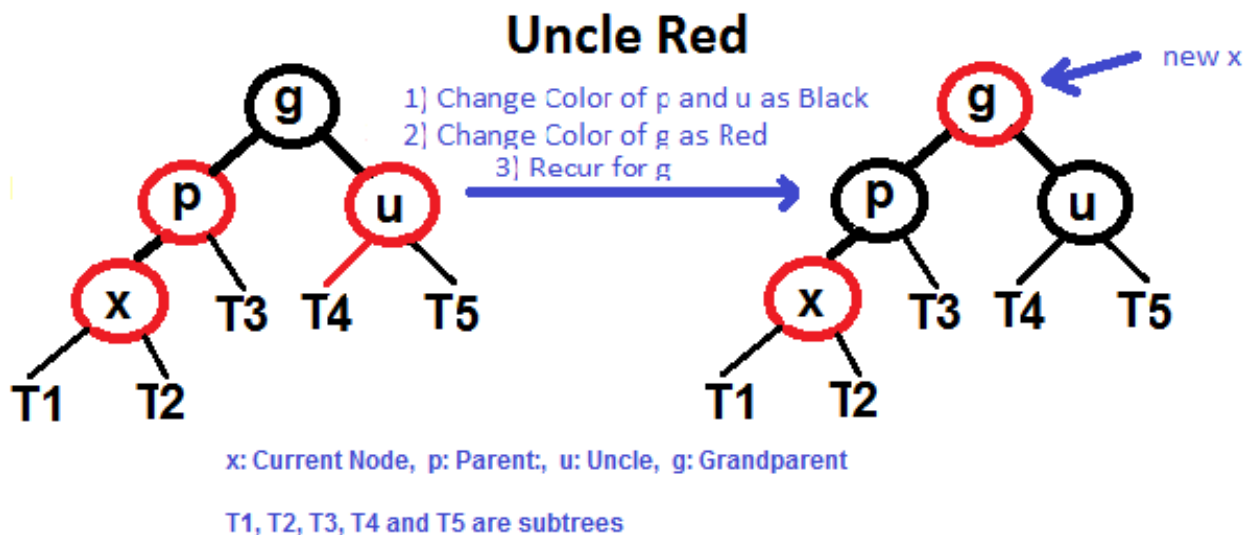 Uncle Red
new x
1) Change Color of p and u as Black
2) Change Color of g as Red
3) Recur for g
g
g
p
u
p
u
x
T3
T4
T5
x
T3
T4
T5
T1
T2
T1
T2
x: Current Node, p: Parent:, u: Uncle, g: Grandparent
T1, T2, T3, T4 and T5 are subtrees